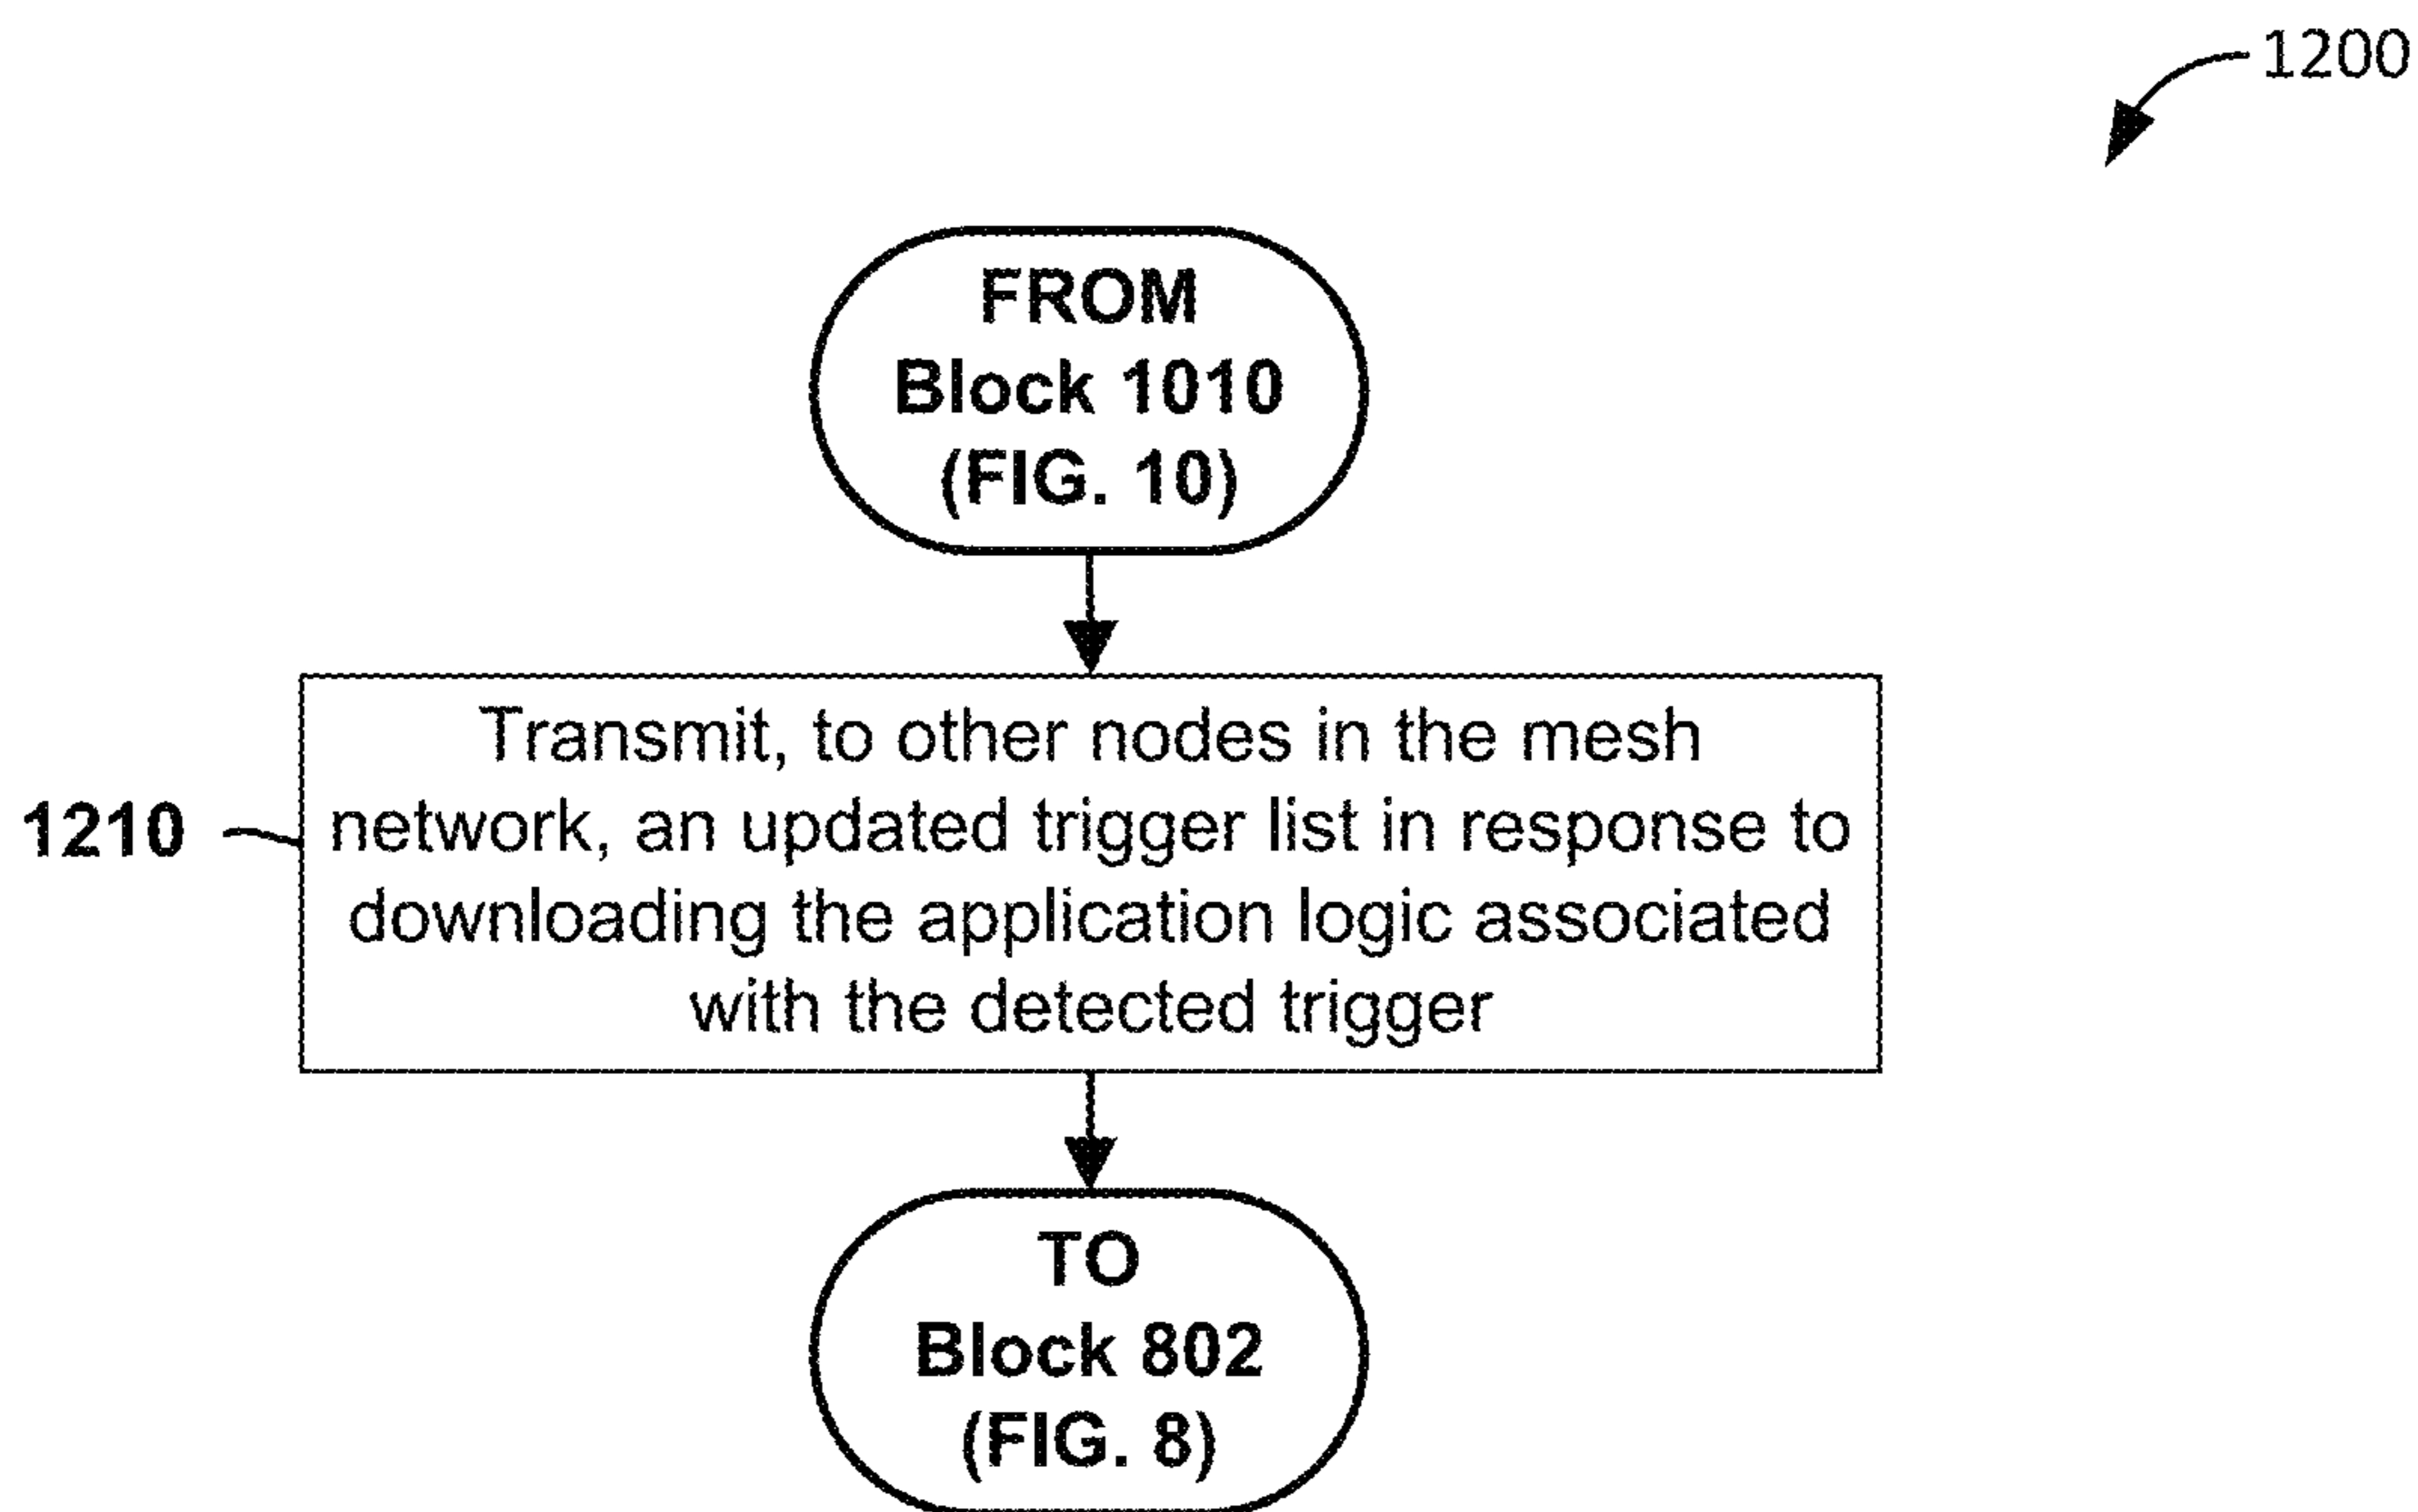 1200
FROM
Block 1010
(FIG. 10)
1210
Transmit, to other nodes in the mesh
network, an updated trigger list in response to
downloading the application logic associated
with the detected trigger
TO
Block 802
(FIG. 8)